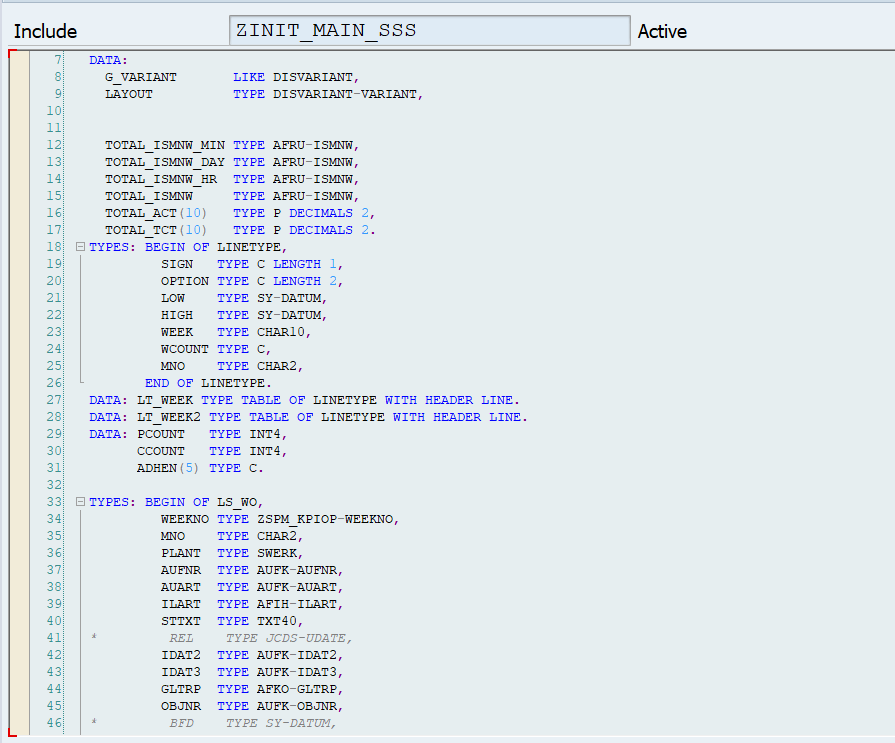 Include ZINIT_MAIN_SSS Active
7 DATA:
8 G_VARIANT LIKE DISVARIANT,
9 LAYOUT TYPE DISVARIANT-VARIANT,
10
11
12 TOTAL_ISMNW_MIN TYPE AFRU-ISMNW,
13 TOTAL_ISMNW_DAY TYPE AFRU-ISMNW,
14 TOTAL_ISMNW_HR TYPE AFRU-ISMNW,
15 TOTAL_ISMNW TYPE AFRU-ISMNW,
16 TOTAL_ACT(10) TYPE P DECIMALS 2,
17 TOTAL_TCT(10) TYPE P DECIMALS 2.
18 TYPES: BEGIN OF LINETYPE,
19 SIGN TYPE C LENGTH 1,
20 OPTION TYPE C LENGTH 2,
21 LOW TYPE SY-DATUM,
22 HIGH TYPE SY-DATUM,
23 WEEK TYPE CHAR10,
24 WCOUNT TYPE C,
25 MNO TYPE CHAR2,
26 END OF LINETYPE.
27 DATA: LT_WEEK TYPE TABLE OF LINETYPE WITH HEADER LINE.
28 DATA: LT_WEEK2 TYPE TABLE OF LINETYPE WITH HEADER LINE.
29 DATA: PCOUNT TYPE INT4,
30 CCOUNT TYPE INT4,
31 ADHEN(5) TYPE C.
32
33 TYPES: BEGIN OF LS_WO,
34 WEEKNO TYPE ZSPM_KPIOP-WEEKNO,
35 MNO TYPE CHAR2,
36 PLANT TYPE SWERK,
37 AUFNR TYPE AUFK-AUFNR,
38 AUART TYPE AUFK-AUART,
39 ILART TYPE AFIH-ILART,
40 STTXT TYPE TXT40,
41 * REL TYPE JCDS-UDATE,
42 IDAT2 TYPE AUFK-IDAT2,
43 IDAT3 TYPE AUFK-IDAT3,
44 GLTRP TYPE AFKO-GLTRP,
45 OBJNR TYPE AUFK-OBJNR,
46 * BFD TYPE SY-DATUM,